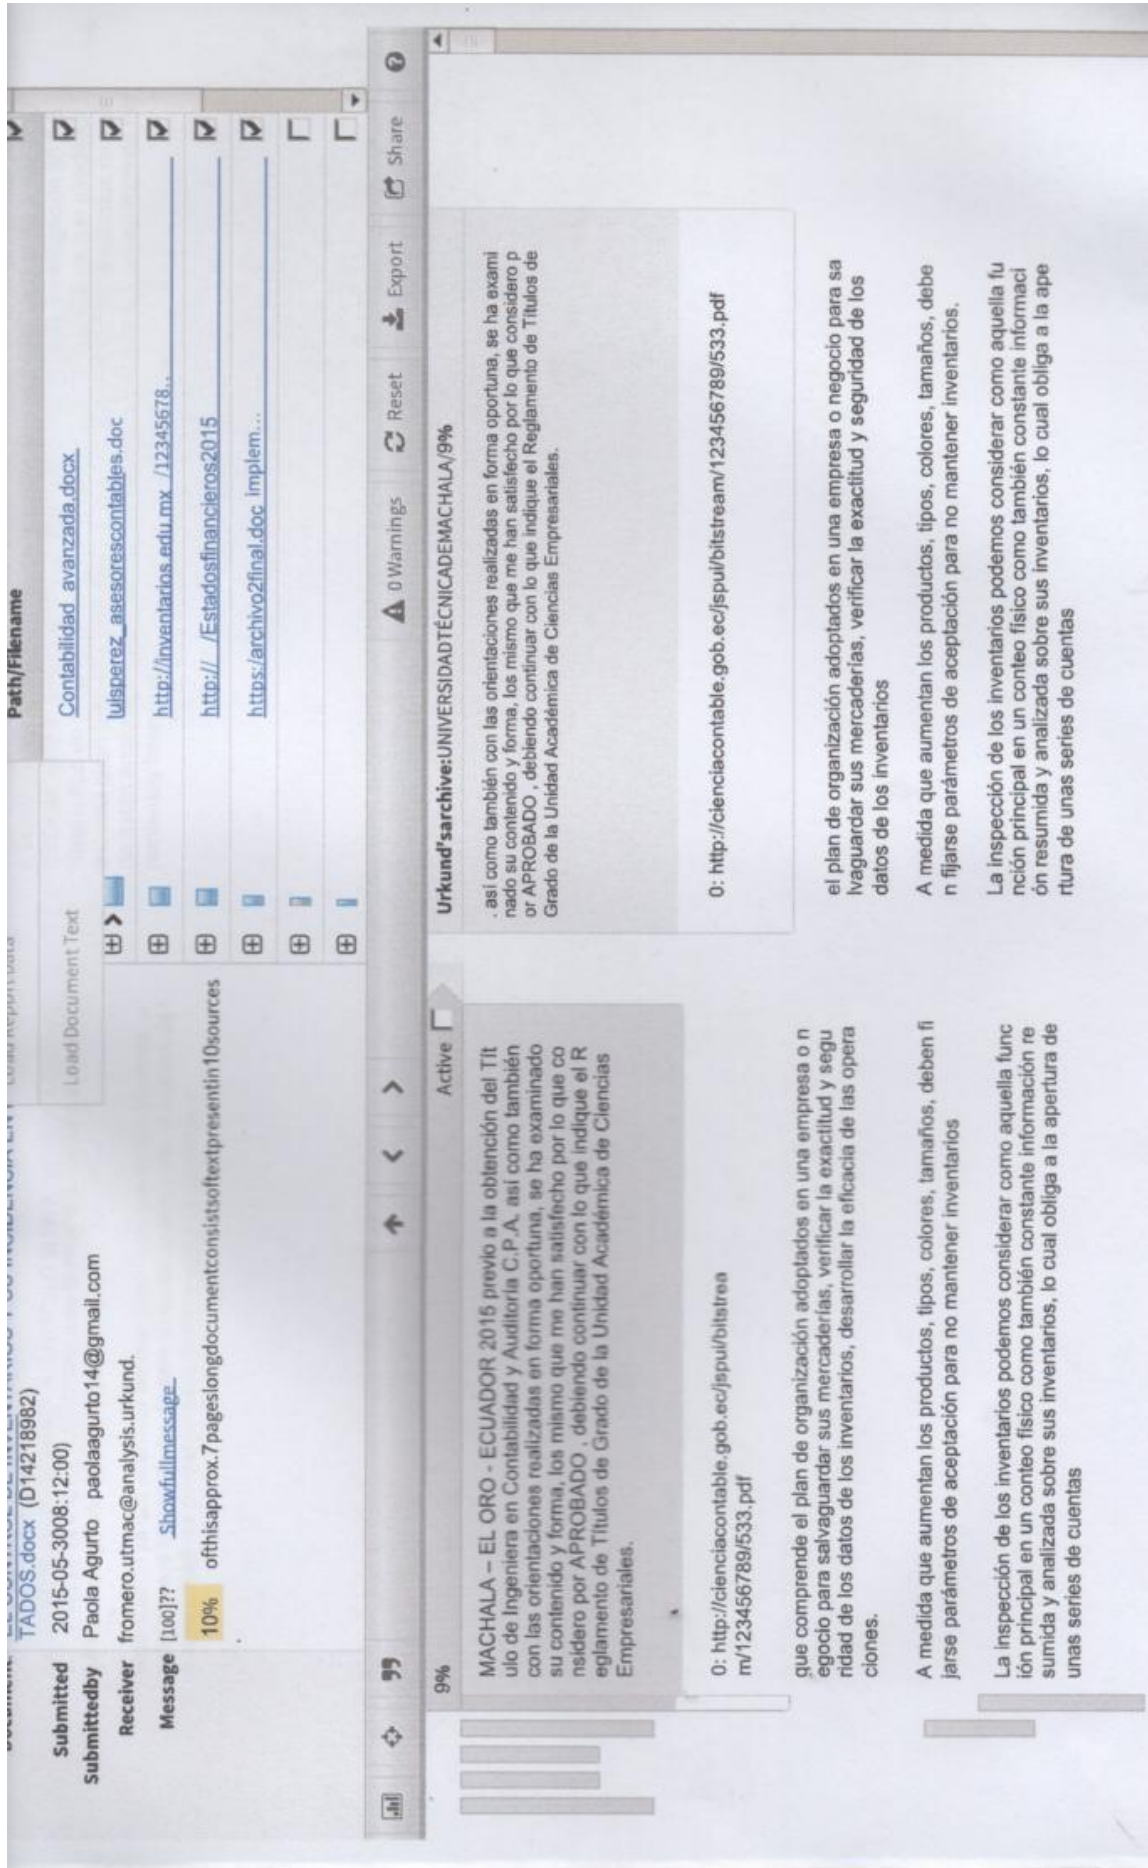 Path/Filename
TADOS.docx (D14218982)
Submitted 2015-05-3008:12:00)
Submittedby Paola Agurto paolaagurto14@gmail.com
Receiver fromero.utmac@analysis.urkund.
Message [100]?? Showfullmessage
10% ofthisapprox.7pageslongdocumentconsistsoftextpresentin10sources
Load Document Text
Contabilidad avanzada.docx
luisperez_asesorescontables.doc
http://inventarios.edu.mx /12345678..
http:// /Estadosfinancieros2015
https:/archivo2final.doc implem...
0 Warnings Reset Export Share
9% Active
MACHALA – EL ORO - ECUADOR 2015 previo a la obtención del Tít
ulo de Ingeniera en Contabilidad y Auditoría C.P.A. así como también
con las orientaciones realizadas en forma oportuna, se ha examinado
su contenido y forma, los mismo que me han satisfecho por lo que co
nsidero por APROBADO , debiendo continuar con lo que indique el R
eglamento de Títulos de Grado de la Unidad Académica de Ciencias
Empresariales.
0: http://cienciacontable.gob.ec/jspui/bitstrea
m/123456789/533.pdf
que comprende el plan de organización adoptados en una empresa o n
egocio para salvaguardar sus mercaderías, verificar la exactitud y segu
ridad de los datos de los inventarios, desarrollar la eficacia de las opera
ciones.
A medida que aumentan los productos, tipos, colores, tamaños, deben fi
jarse parámetros de aceptación para no mantener inventarios
La inspección de los inventarios podemos considerar como aquella func
ión principal en un conteo físico como también constante información re
sumida y analizada sobre sus inventarios, lo cual obliga a la apertura de
unas series de cuentas
Urkund'sarchive:UNIVERSIDADTÉCNICADEMACHALA/9%
. así como también con las orientaciones realizadas en forma oportuna, se ha exami
nado su contenido y forma, los mismo que me han satisfecho por lo que considero p
or APROBADO , debiendo continuar con lo que indique el Reglamento de Títulos de
Grado de la Unidad Académica de Ciencias Empresariales.
0: http://cienciacontable.gob.ec/jspui/bitstream/123456789/533.pdf
el plan de organización adoptados en una empresa o negocio para sa
lvaguardar sus mercaderías, verificar la exactitud y seguridad de los
datos de los inventarios
A medida que aumentan los productos, tipos, colores, tamaños, debe
n fijarse parámetros de aceptación para no mantener inventarios.
La inspección de los inventarios podemos considerar como aquella fu
nción principal en un conteo físico como también constante informaci
ón resumida y analizada sobre sus inventarios, lo cual obliga a la ape
rtura de unas series de cuentas